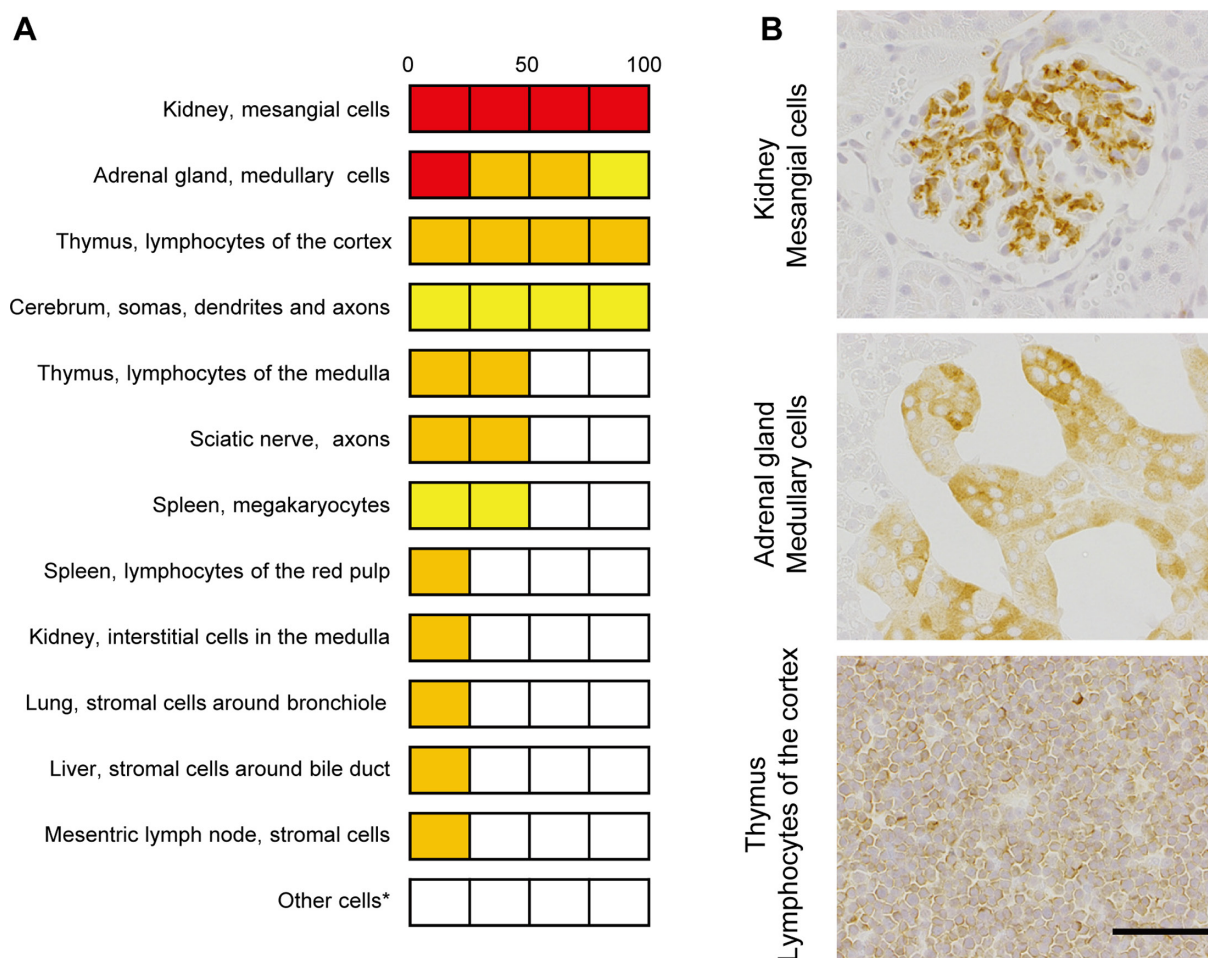 A
0 50 100
Kidney, mesangial cells
Adrenal gland, medullary cells
Thymus, lymphocytes of the cortex
Cerebrum, somas, dendrites and axons
Thymus, lymphocytes of the medulla
Sciatic nerve, axons
Spleen, megakaryocytes
Spleen, lymphocytes of the red pulp
Kidney, interstitial cells in the medulla
Lung, stromal cells around bronchiole
Liver, stromal cells around bile duct
Mesentric lymph node, stromal cells
Other cells*
B
Kidney
Mesangial cells
Adrenal gland
Medullary cells
Thymus
Lymphocytes of the cortex